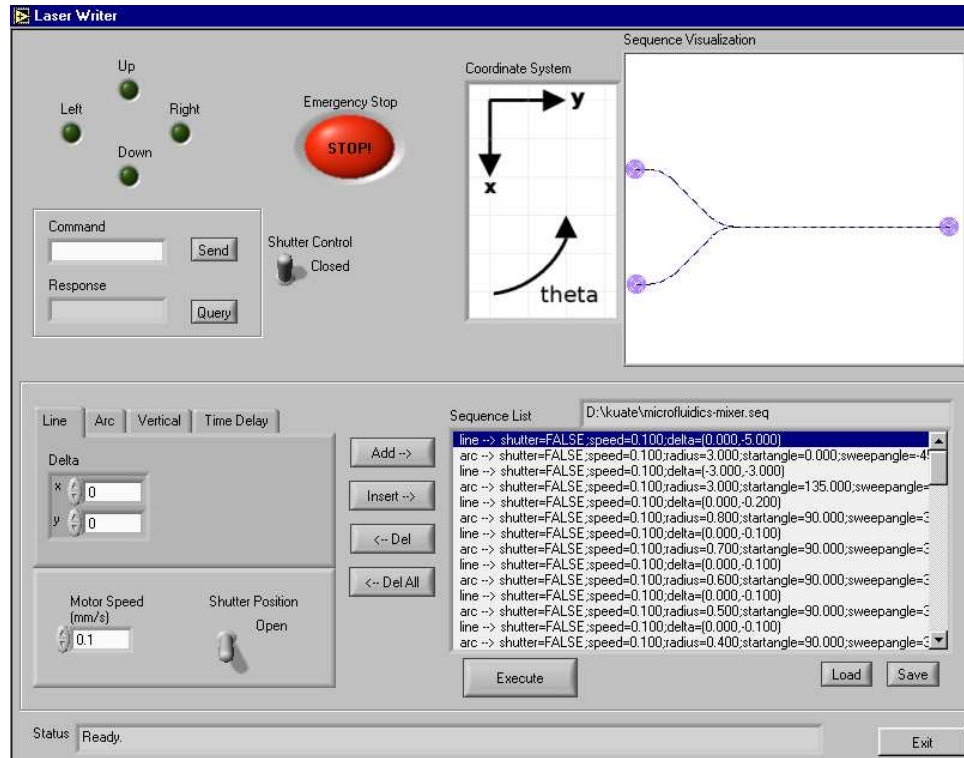 Laser Writer
Sequence Visualization
Up
Left
Right
Down
Emergency Stop
STOP!
Coordinate System
y
x
theta
Command
Send
Response
Query
Shutter Control
Closed
Line Arc Vertical Time Delay
Delta
x 0
y 0
Motor Speed
(mm/s)
0.1
Shutter Position
Open
Add -->
Insert -->
<-- Del
<-- Del All
Sequence List D:\kuate\microfluidics-mixer.seq
line --> shutter=FALSE;speed=0.100;delta=(0.000,-5.000)
arc --> shutter=FALSE;speed=0.100;radius=3.000;startangle=0.000;sweepangle=-45
line --> shutter=FALSE;speed=0.100;delta=(-3.000,-3.000)
arc --> shutter=FALSE;speed=0.100;radius=3.000;startangle=135.000;sweepangle=
line --> shutter=FALSE;speed=0.100;delta=(0.000,-0.200)
arc --> shutter=FALSE;speed=0.100;radius=0.800;startangle=90.000;sweepangle=3
line --> shutter=FALSE;speed=0.100;delta=(0.000,-0.100)
arc --> shutter=FALSE;speed=0.100;radius=0.700;startangle=90.000;sweepangle=3
line --> shutter=FALSE;speed=0.100;delta=(0.000,-0.100)
arc --> shutter=FALSE;speed=0.100;radius=0.600;startangle=90.000;sweepangle=3
line --> shutter=FALSE;speed=0.100;delta=(0.000,-0.100)
arc --> shutter=FALSE;speed=0.100;radius=0.500;startangle=90.000;sweepangle=3
line --> shutter=FALSE;speed=0.100;delta=(0.000,-0.100)
arc --> shutter=FALSE;speed=0.100;radius=0.400;startangle=90.000;sweepangle=3
Execute
Load
Save
Status Ready.
Exit